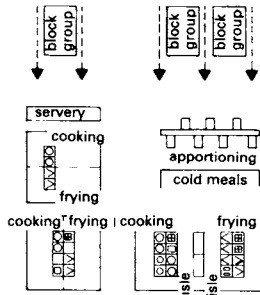 block
group
block
group
block
group
servery
cooking
frying
apportioning
cold meals
cooking frying
cooking
frying
isle
isle